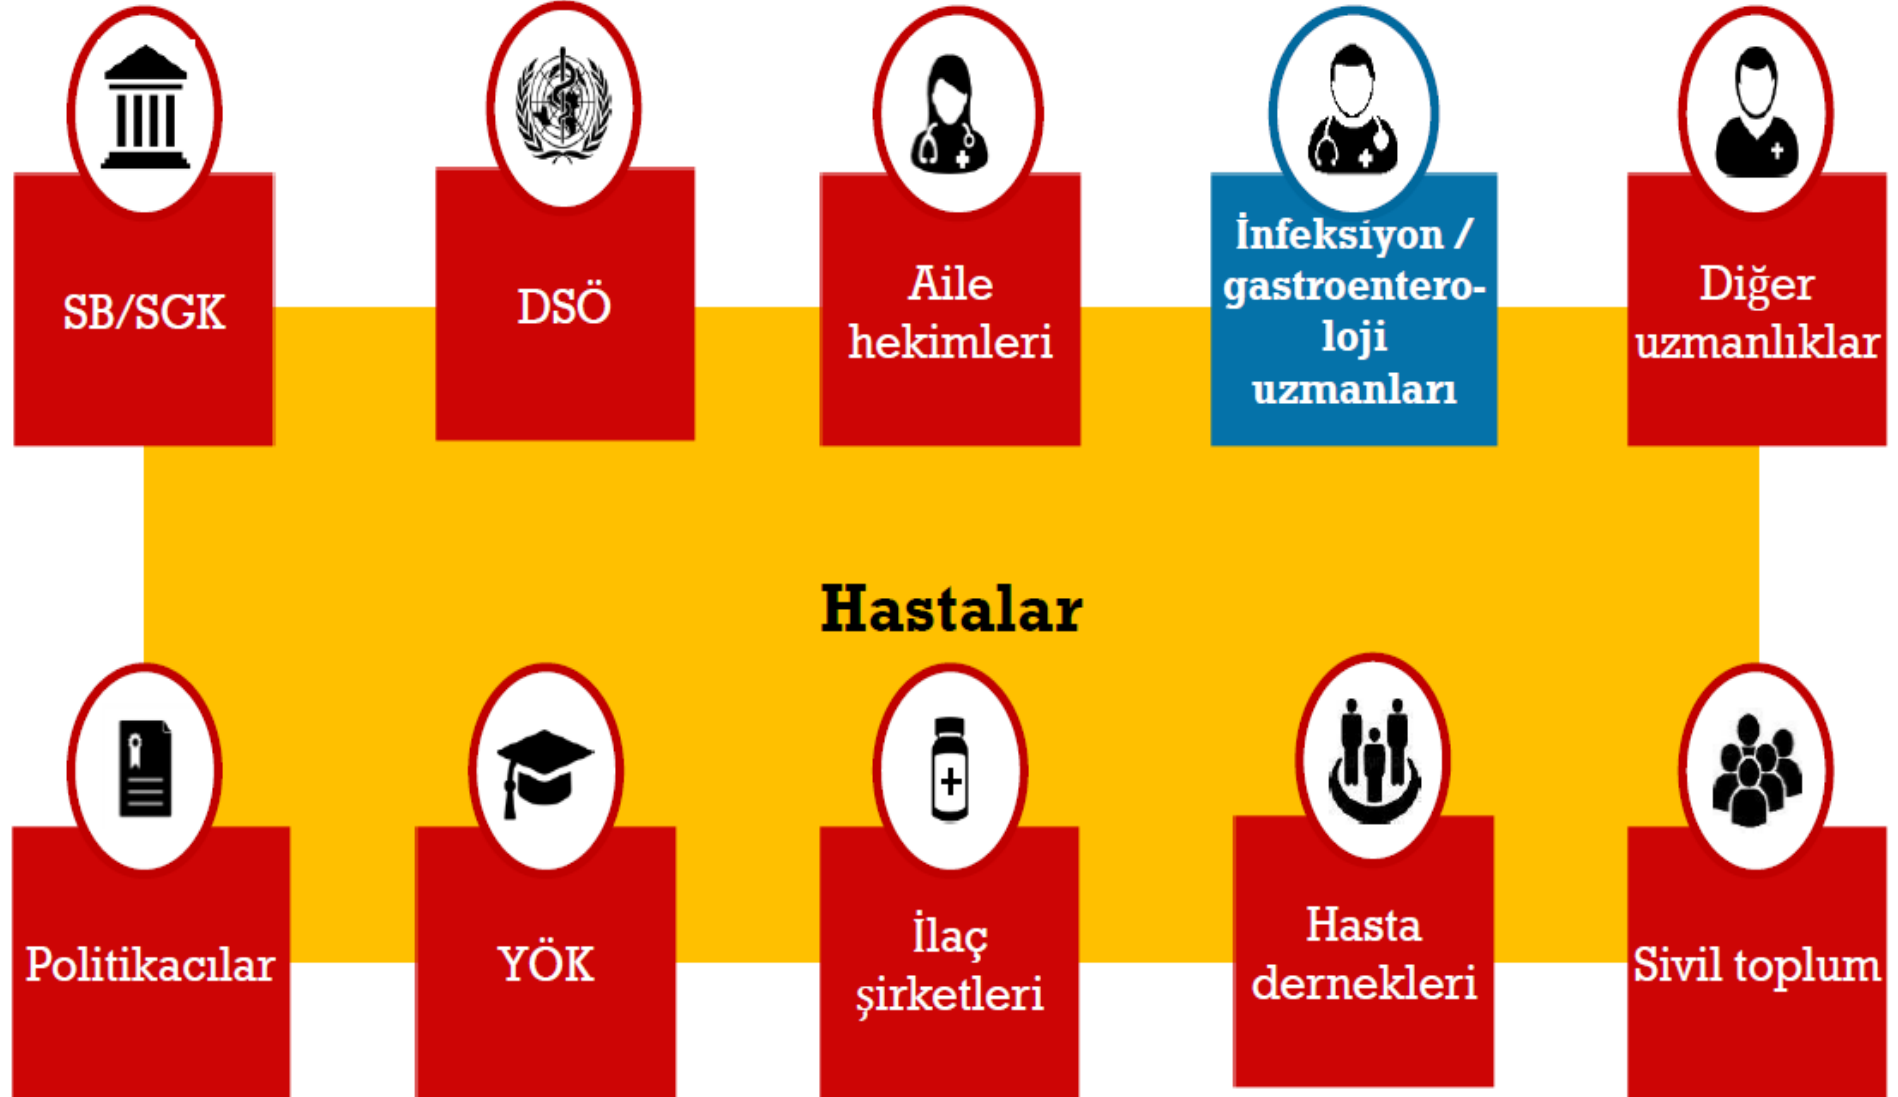 SB/SGK
DSÖ
Aile
hekimleri
İnfeksiyon /
gastroentero-
loji
uzmanları
Diğer
uzmanlıklar
Hastalar
Politikacılar
YÖK
İlaç
şirketleri
Hasta
dernekleri
Sivil toplum